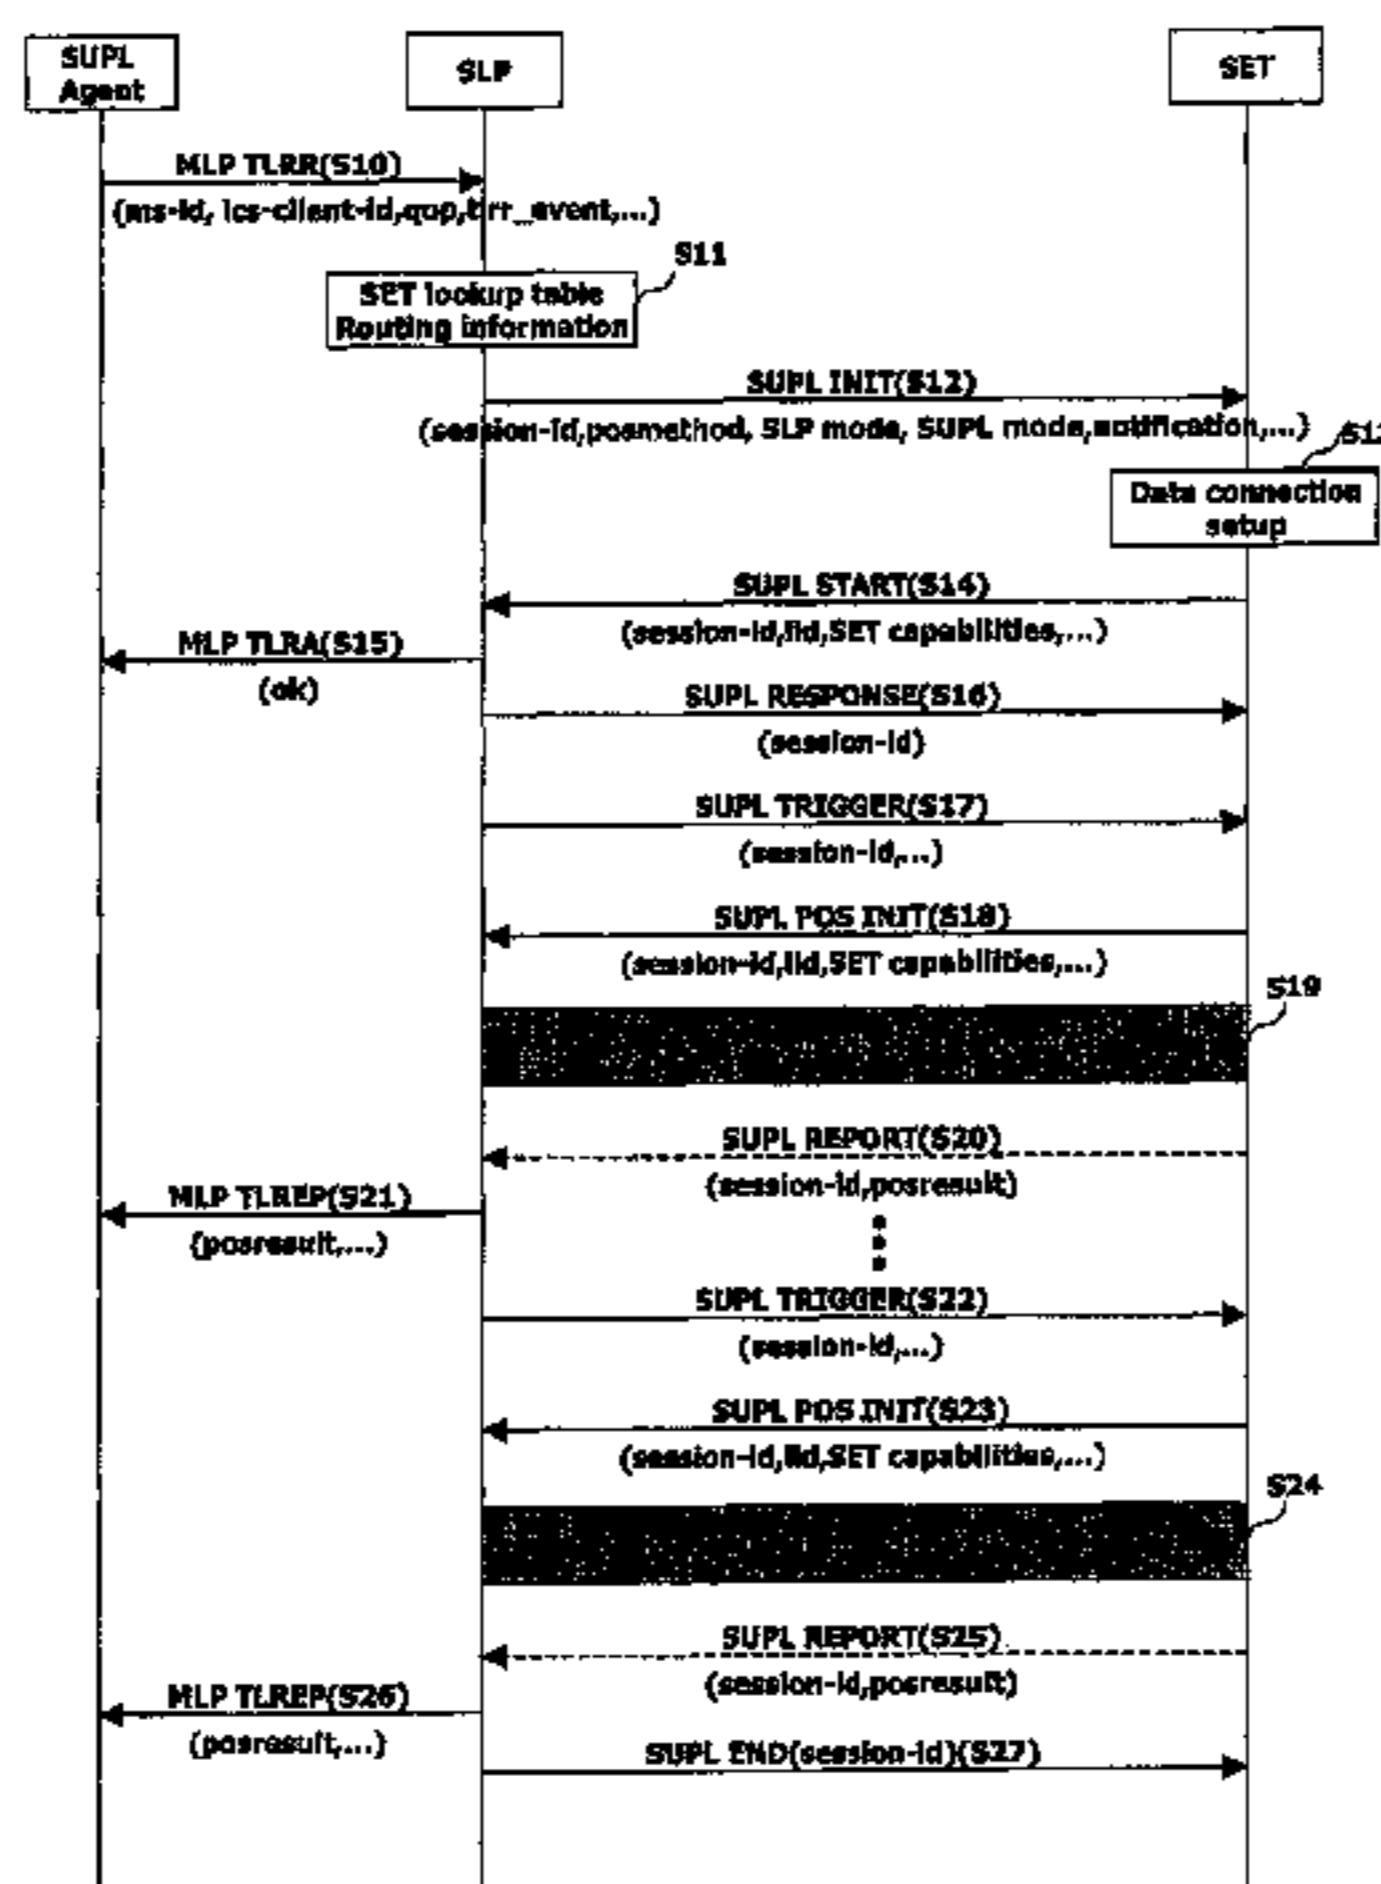 SUPL
Agent
SLP
SET
MLP TLRR(S10)
(ms-id, lcs-client-id,qop,tlrr_event,...)
S11
SET lookup table
Routing information
SUPL INIT(S12)
(session-id,posmethod, SLP mode, SUPL mode,notification,...)
Data connection
setup
SUPL START(S14)
(session-id,lid,SET capabilities,...)
MLP TLRA(S15)
(ok)
SUPL RESPONSE(S16)
(session-id)
SUPL TRIGGER(S17)
(session-id,...)
SUPL POS INIT(S18)
(session-id,lid,SET capabilities,...)
S19
SUPL REPORT(S20)
(session-id,posresult)
MLP TLREP(S21)
(posresult,...)
SUPL TRIGGER(S22)
(session-id,...)
SUPL POS INIT(S23)
(session-id,lid,SET capabilities,...)
S24
SUPL REPORT(S25)
(session-id,posresult)
MLP TLREP(S26)
(posresult,...)
SUPL END(session-id)(S27)